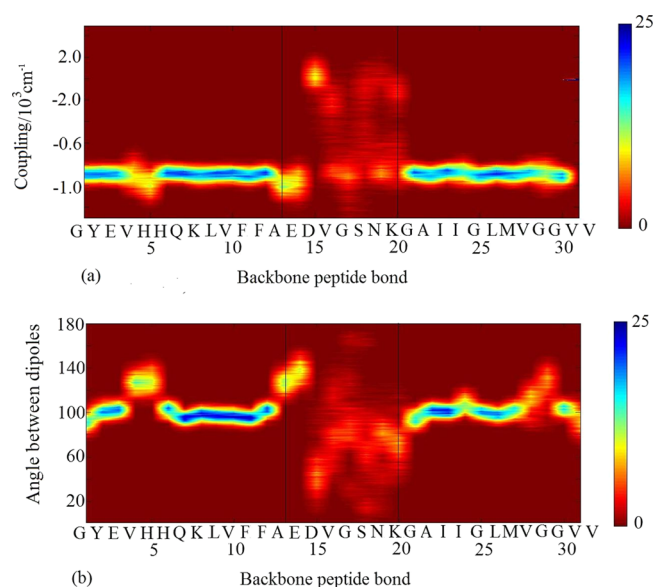 25
2.0
-2.0
-0.6
-1.0
Coupling/10³cm⁻¹
0
G Y E V H H Q K L V F F A E D V G S N K G A I I G L M V G G V V
5 10 15 20 25 30
(a)
Backbone peptide bond
25
180
140
100
60
20
Angle between dipoles
0
G Y E V H H Q K L V F F A E D V G S N K G A I I G L M V G G V V
5 10 15 20 25 30
(b)
Backbone peptide bond